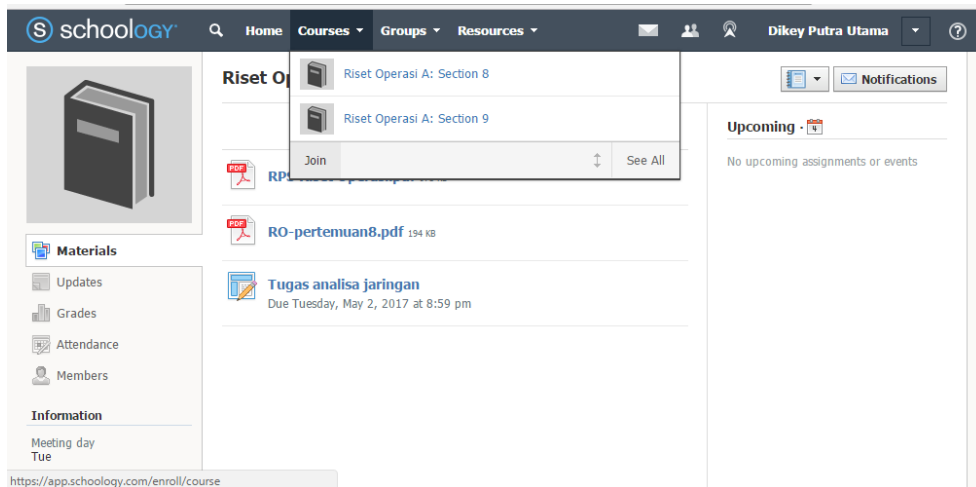 schoology
Home Courses Groups Resources
Dikey Putra Utama
Riset Op
Riset Operasi A: Section 8
Riset Operasi A: Section 9
Join
See All
Notifications
Upcoming · 4
No upcoming assignments or events
PDF
PDF
RO-pertemuan8.pdf 194 KB
Tugas analisa jaringan
Due Tuesday, May 2, 2017 at 8:59 pm
Materials
Updates
Grades
Attendance
Members
Information
Meeting day
Tue
https://app.schoology.com/enroll/course